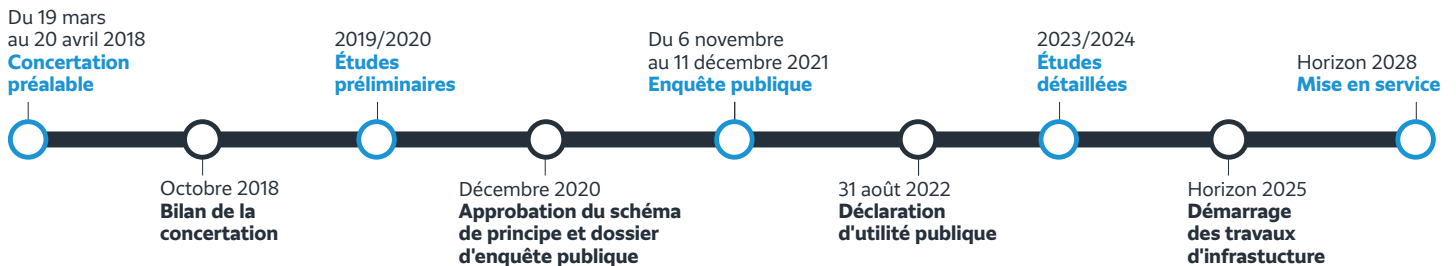 Du 19 mars
au 20 avril 2018
Concertation
préalable
Octobre 2018
Bilan de la
concertation
2019/2020
Études
préliminaires
Décembre 2020
Approbation du schéma
de principe et dossier
d'enquête publique
Du 6 novembre
au 11 décembre 2021
Enquête publique
31 août 2022
Déclaration
d'utilité publique
2023/2024
Études
détaillées
Horizon 2025
Démarrage
des travaux
d'infrastucture
Horizon 2028
Mise en service